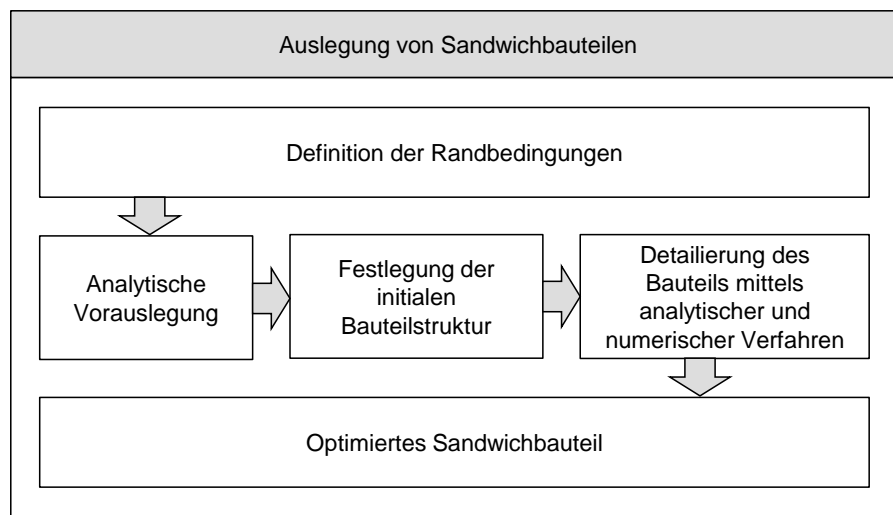 Auslegung von Sandwichbauteilen
Definition der Randbedingungen
Analytische
Vorauslegung
Festlegung der
initialen
Bauteilstruktur
Detailierung des
Bauteils mittels
analytischer und
numerischer Verfahren
Optimiertes Sandwichbauteil